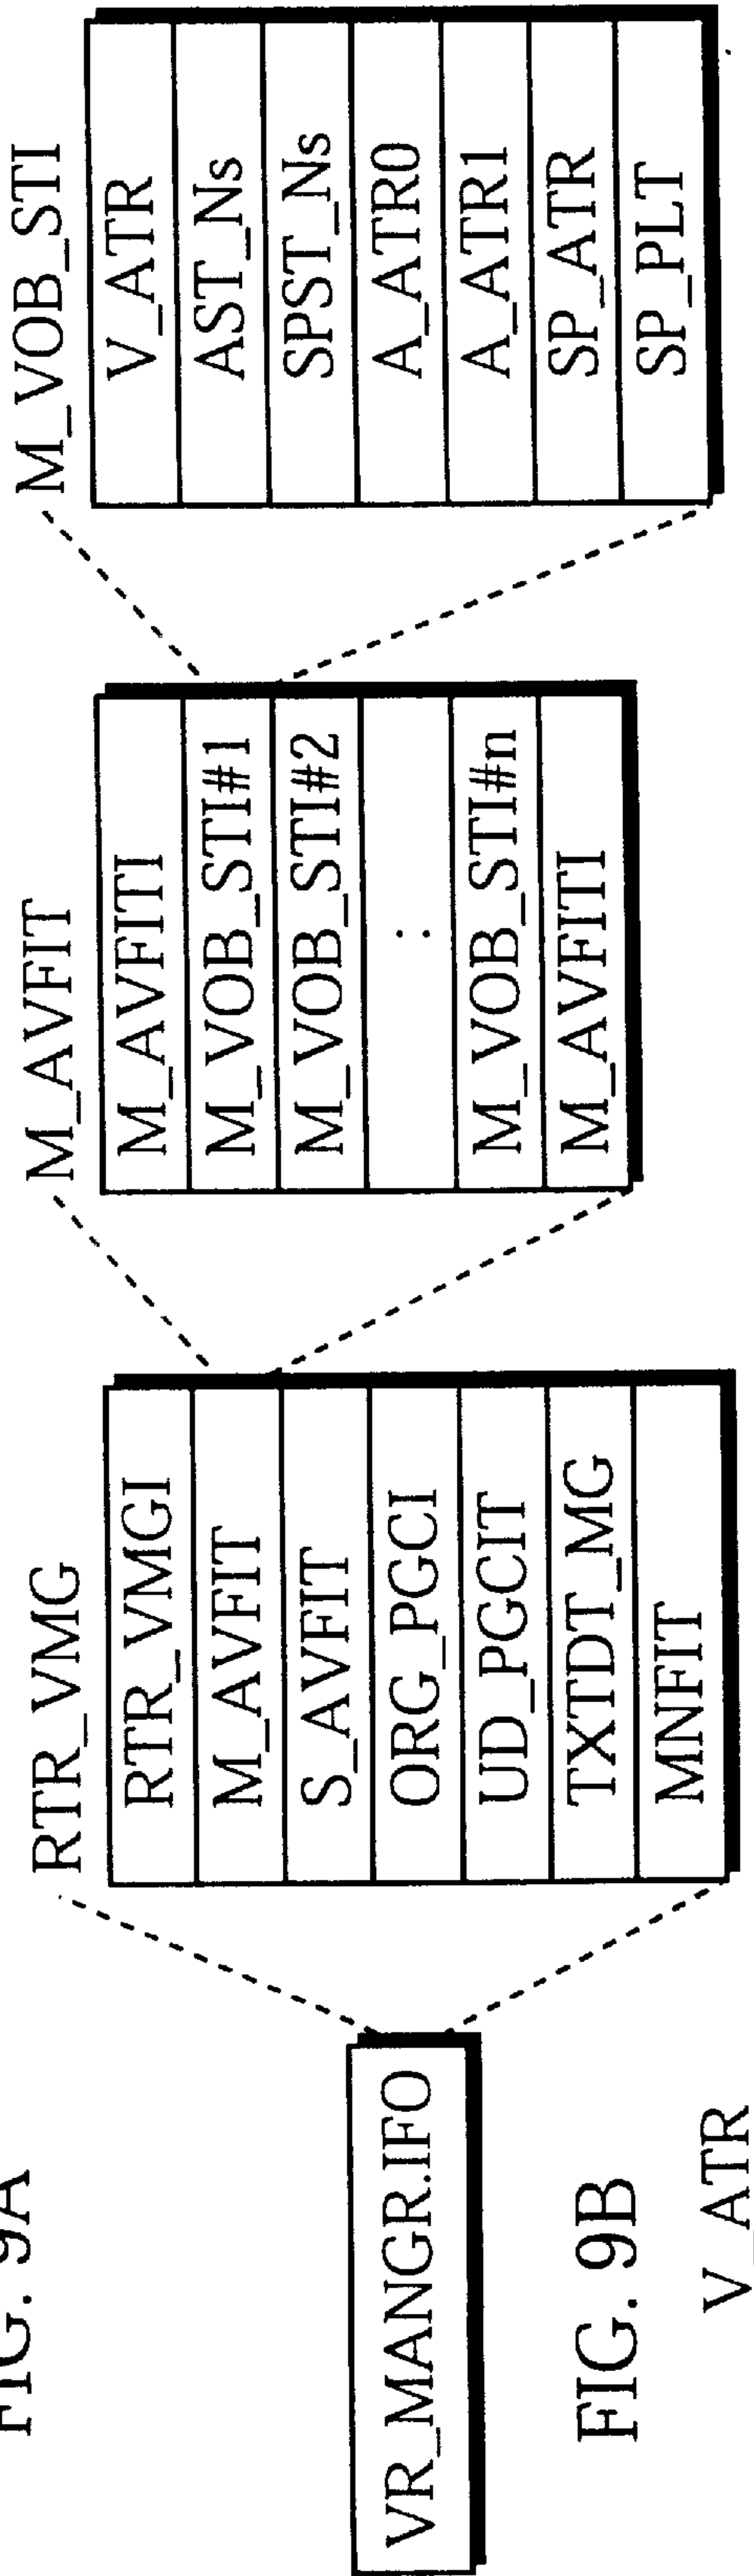 FIG. 9A
VR_MANGR.IFO
RTR_VMG
RTR_VMGI
M_AVFIT
S_AVFIT
ORG_PGCI
UD_PGCIT
TXTDT_MG
MNFIT
M_AVFIT
M_AVFITI
M_VOB_STI#1
M_VOB_STI#2
:
M_VOB_STI#n
M_AVFITI
M_VOB_STI
V_ATR
AST_Ns
SPST_Ns
A_ATR0
A_ATR1
SP_ATR
SP_PLT
FIG. 9B
V_ATR